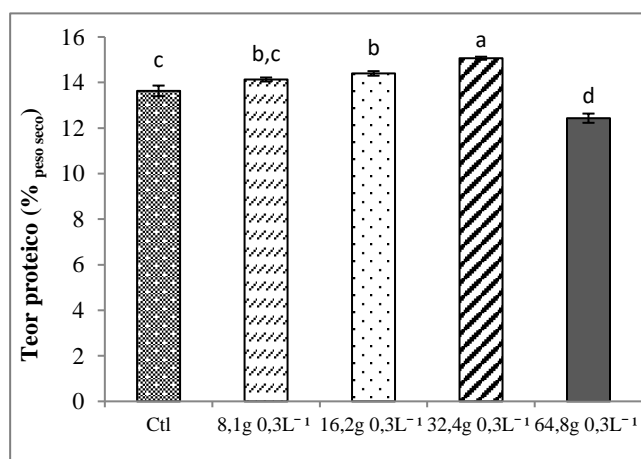 16
14
12
10
8
6
4
2
0
Teor proteico (% peso seco)
c
b,c
b
a
d
Ctl
8,1g 0,3L⁻¹
16,2g 0,3L⁻¹
32,4g 0,3L⁻¹
64,8g 0,3L⁻¹